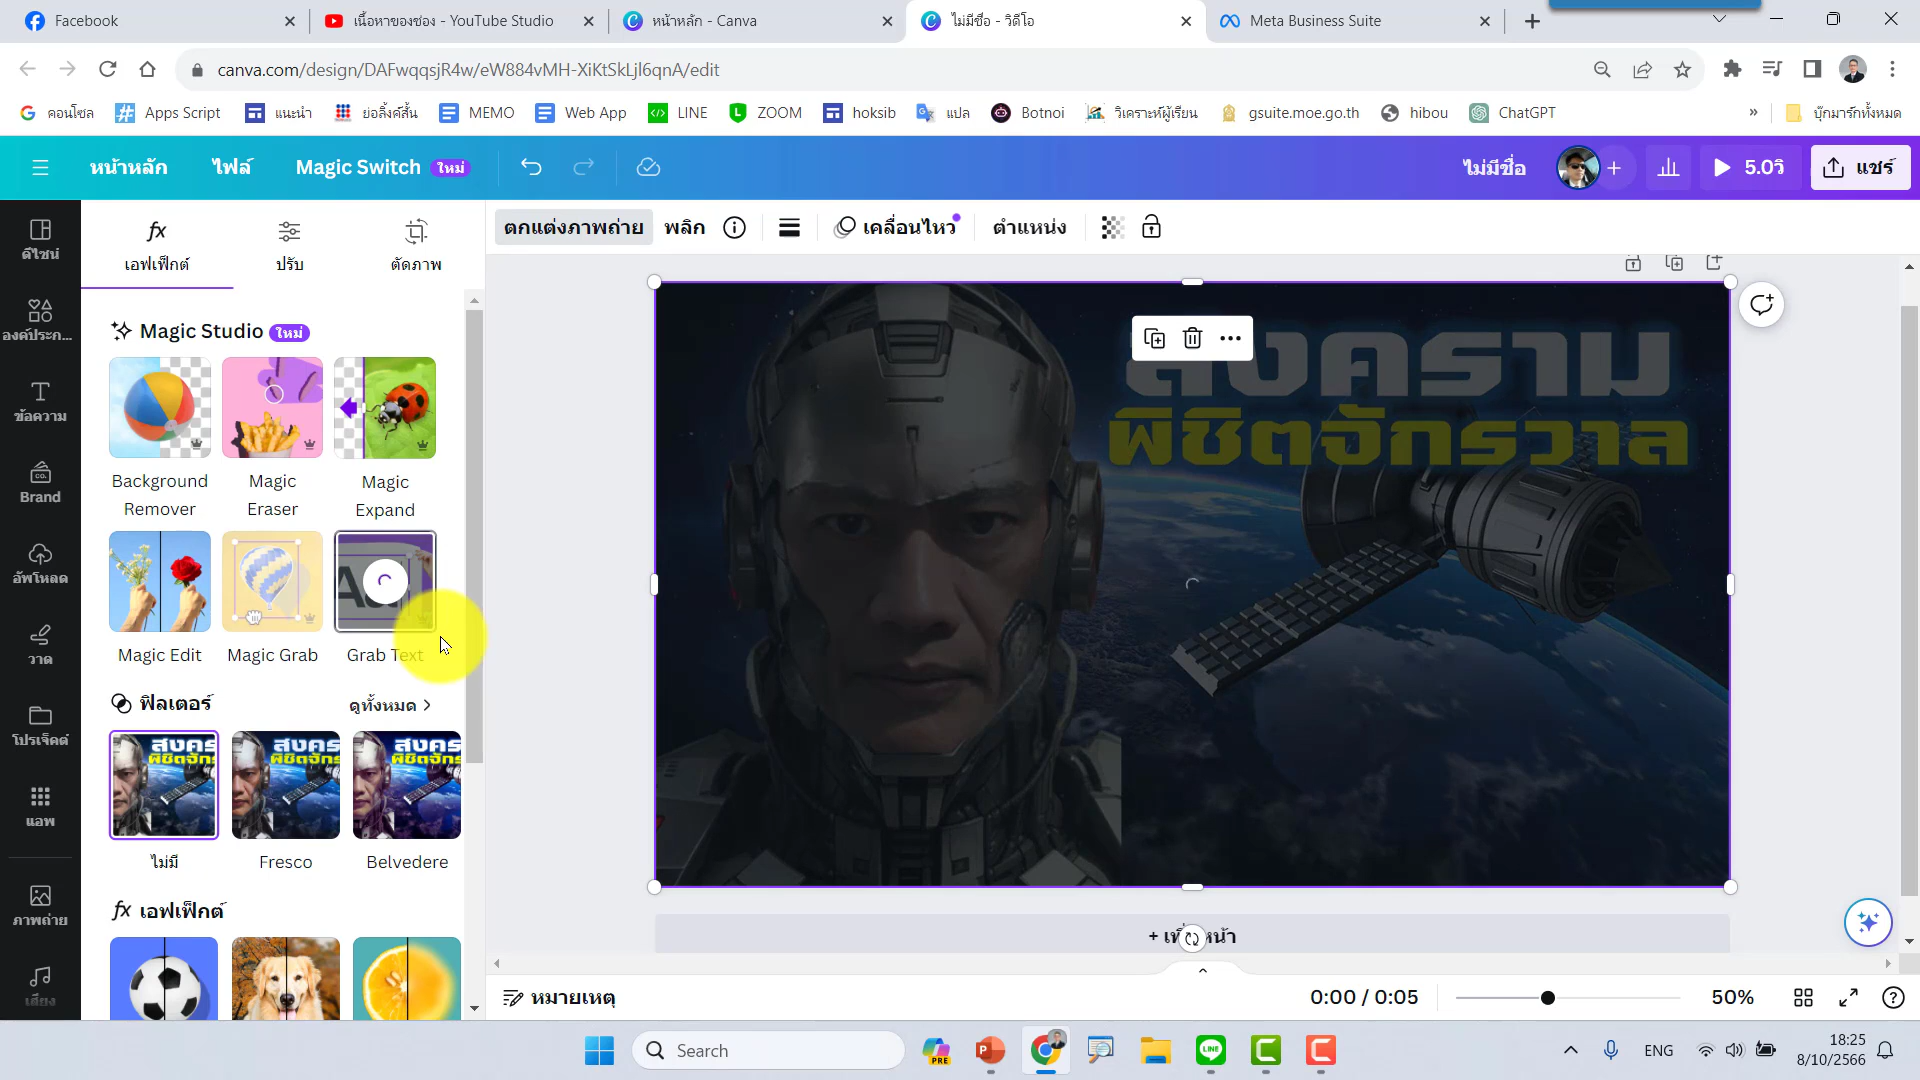 Facebook
เนื้อหาของช่อง - YouTube Studio
หน้าหลัก - Canva
ไม่มีชื่อ - วิดีโอ
Meta Business Suite
canva.com/design/DAFwqqsjR4w/eW884vMH-XiKtSkLjl6qnA/edit
คอนโซล
Apps Script
แนะนำ
ย่อลิ้งค์สั้น
MEMO
Web App
LINE
ZOOM
hoksib
แปล
Botnoi
วิเคราะห์ผู้เรียน
gsuite.moe.go.th
hibou
ChatGPT
»
บุ๊กมาร์กทั้งหมด
หน้าหลัก
ไฟล์
Magic Switch ใหม่
ไม่มีชื่อ
5.0วิ
แชร์
ดีไซน์
องค์ประก...
ข้อความ
Brand
อัพโหลด
วาด
โปรเจ็คต์
แอพ
ภาพถ่าย
เสียง
เอฟเฟ็กต์
ปรับ
ตัดภาพ
ตกแต่งภาพถ่าย
พลิก
เคลื่อนไหว
ตำแหน่ง
Magic Studio ใหม่
Background Remover
Magic Eraser
Magic Expand
Magic Edit
Magic Grab
Grab Text
ฟิลเตอร์
ดูทั้งหมด
ไม่มี
Fresco
Belvedere
fx เอฟเฟ็กต์
สงคราม
พิชิตจักรวาล
หมายเหตุ
0:00 / 0:05
50%
Search
PRE
ENG
18:25
8/10/2566